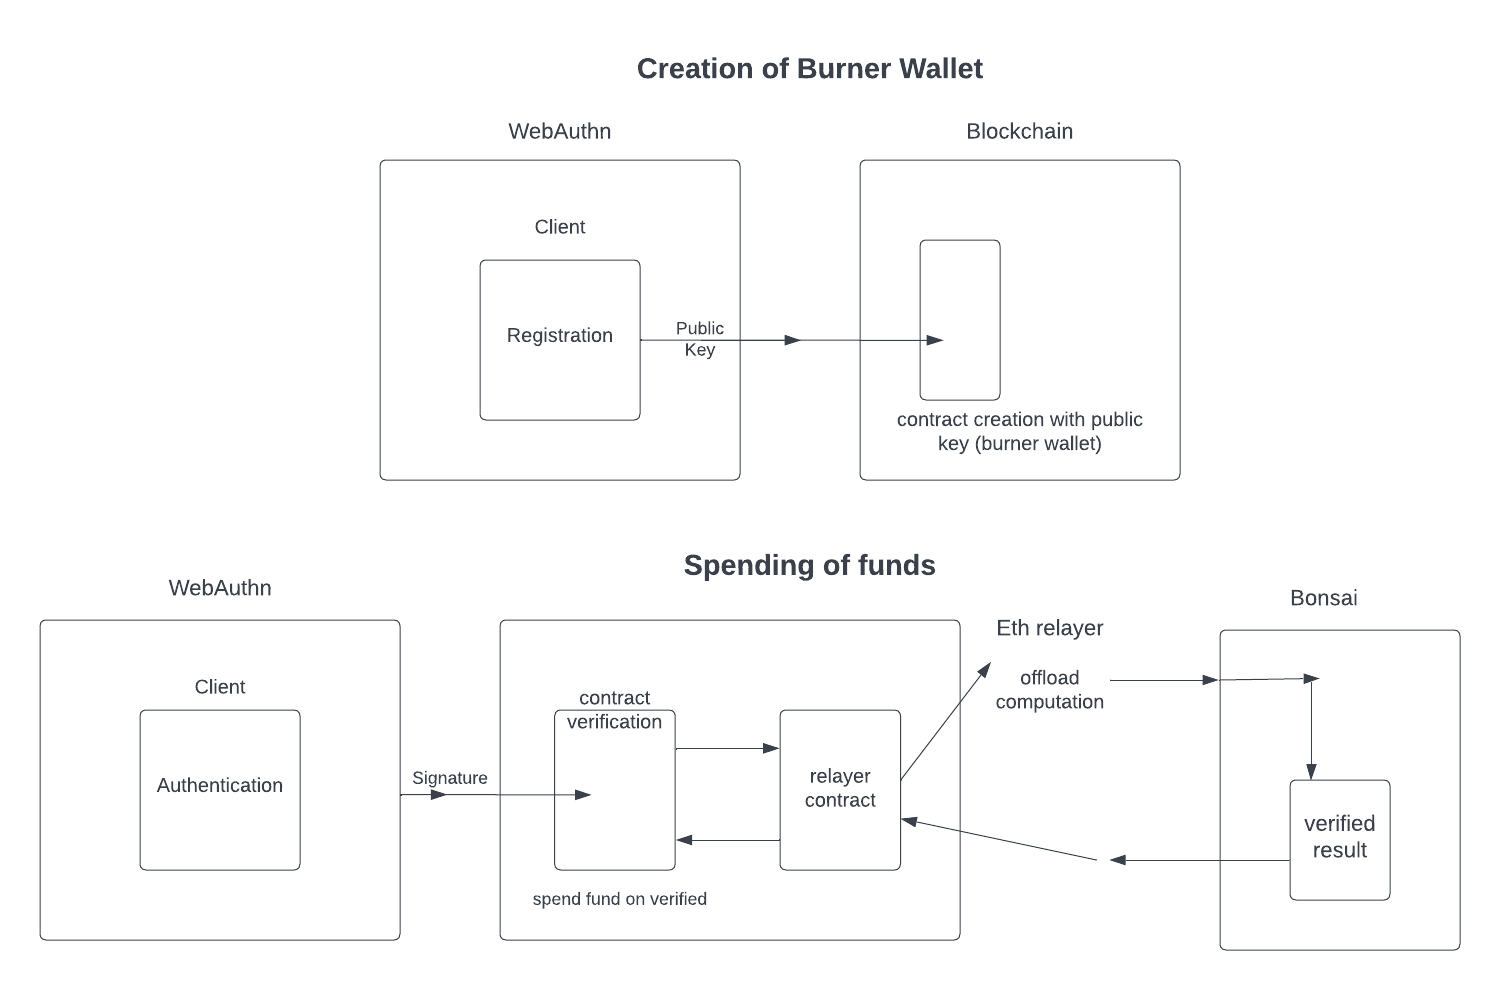 Creation of Burner Wallet
WebAuthn
Blockchain
Client
Registration
Public
Key
contract creation with public
key (burner wallet)
Spending of funds
WebAuthn
Bonsai
Eth relayer
Client
offload
computation
contract
verification
Authentication
Signature
relayer
contract
verified
result
spend fund on verified